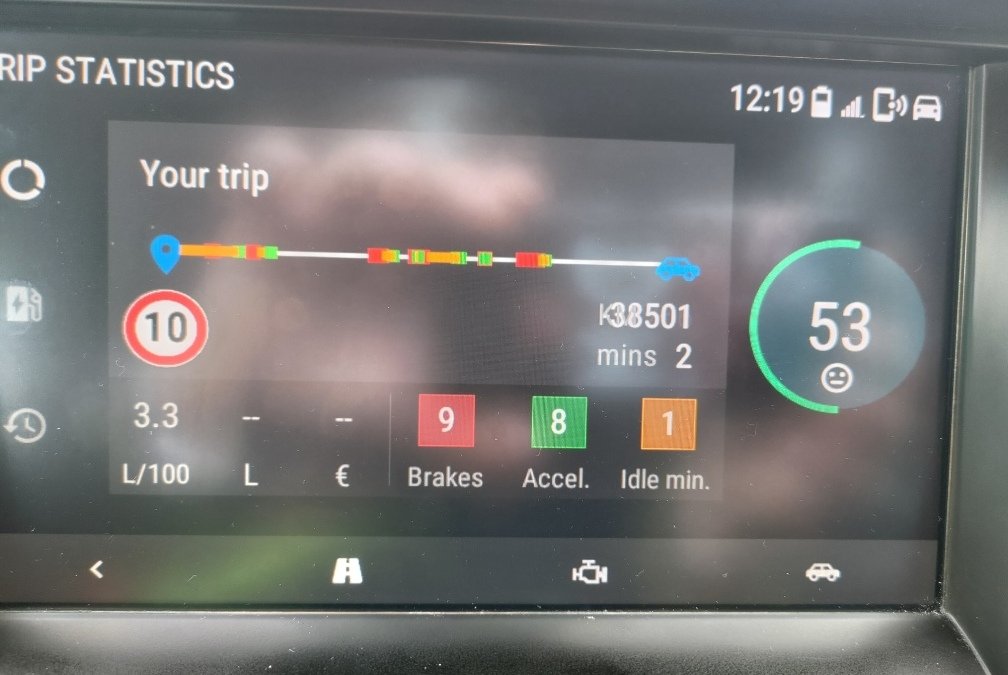 RIP STATISTICS
12:19
Your trip
10
38501
mins 2
53
3.3 -- --
L/100 L €
9 8 1
Brakes Accel. Idle min.